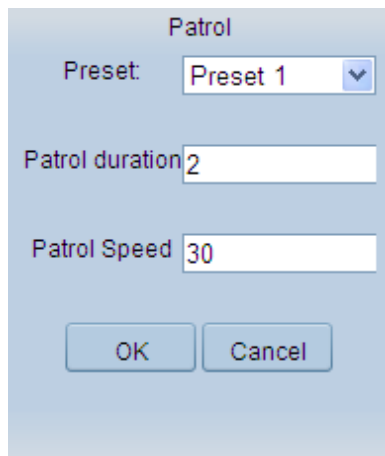 Patrol
Preset: Preset 1
Patrol duration 2
Patrol Speed 30
OK Cancel